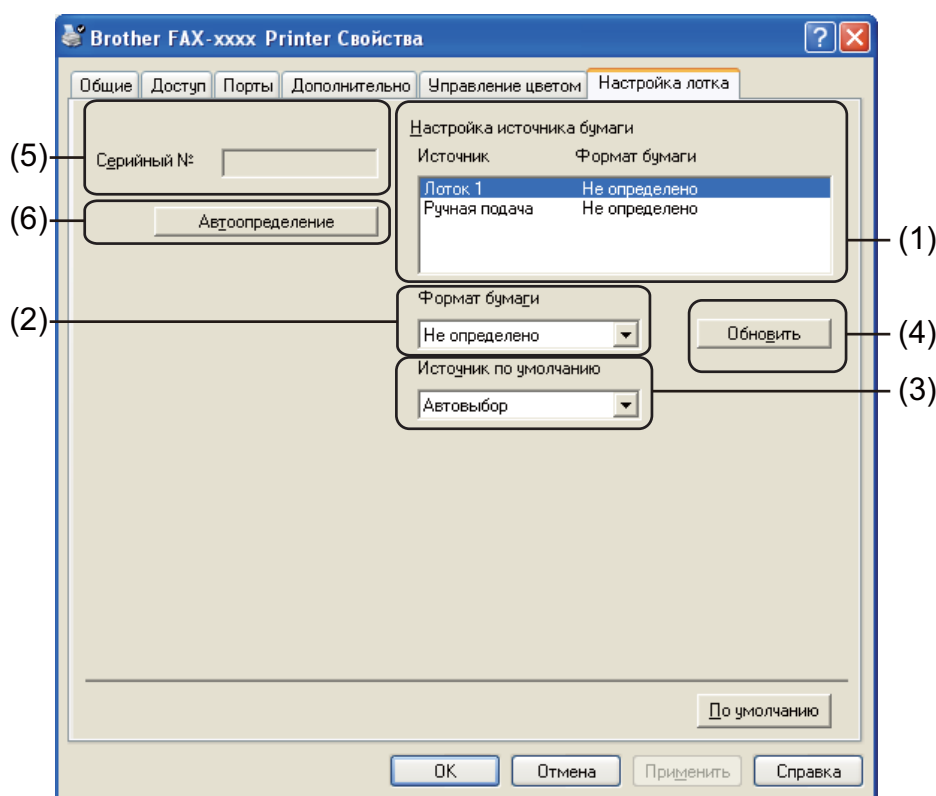 Brother FAX-xxxx Printer Свойства
Общие Доступ Порты Дополнительно Управление цветом Настройка лотка
(5)
Серийный №
(6)
Автоопределение
Настройка источника бумаги
Источник Формат бумаги
Лоток 1 Не определено
Ручная подача Не определено
(1)
(2)
Формат бумаги
Не определено
Обновить
(4)
Источник по умолчанию
Автовыбор
(3)
По умолчанию
OK Отмена Применить Справка